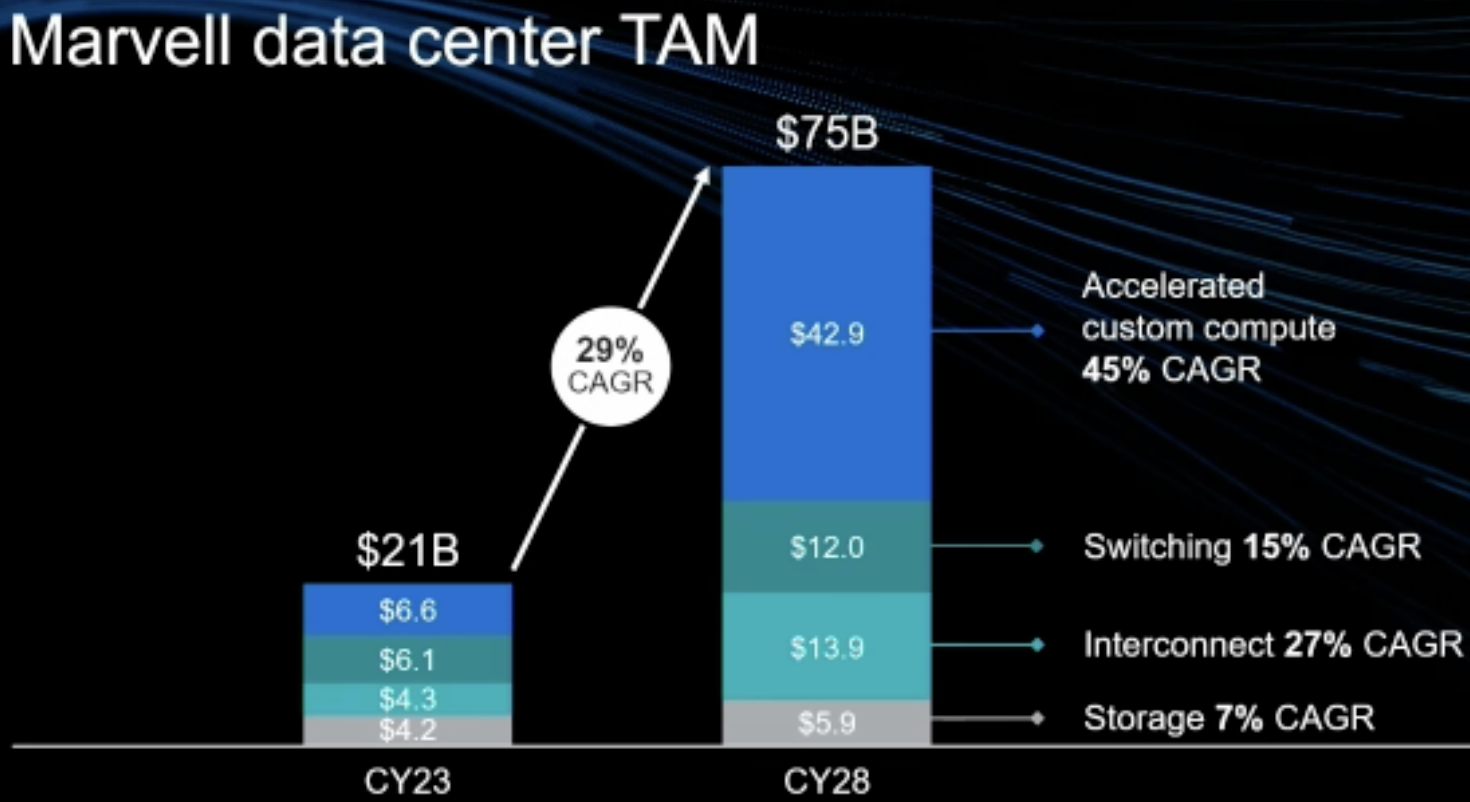 Marvell data center TAM
$75B
$42.9
Accelerated
custom compute
45% CAGR
29%
CAGR
$21B
$6.6
$6.1
$4.3
$4.2
$12.0
Switching 15% CAGR
$13.9
Interconnect 27% CAGR
$5.9
Storage 7% CAGR
CY23
CY28